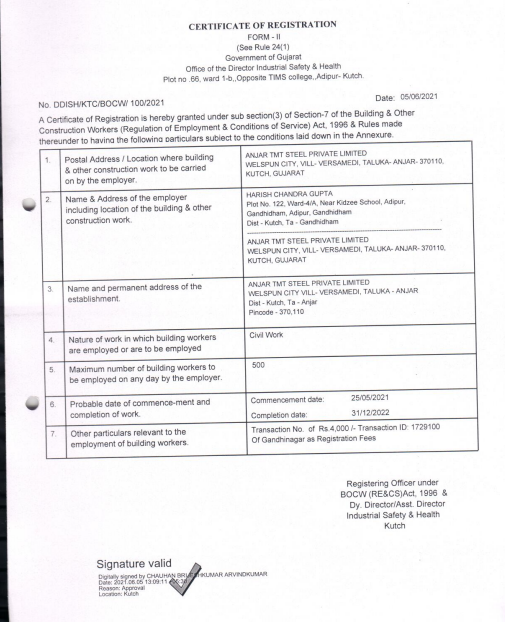 CERTIFICATE OF REGISTRATION
FORM - II
(See Rule 24(1)
Government of Gujarat
Office of the Director Industrial Safety & Health
Plot no .66, ward 1-b,,Opposite TIMS college,,Adipur- Kutch.
No. DDISH/KTC/BOCW/ 100/2021
Date: 05/06/2021
A Certificate of Registration is hereby granted under sub section(3) of Section-7 of the Building & Other
Construction Workers (Regulation of Employment & Conditions of Service) Act, 1996 & Rules made
thereunder to having the following particulars subject to the conditions laid down in the Annexure.
1. Postal Address / Location where building
& other construction work to be carried
on by the employer.
ANJAR TMT STEEL PRIVATE LIMITED
WELSPUN CITY, VILL- VERSAMEDI, TALUKA- ANJAR- 370110,
KUTCH, GUJARAT
2. Name & Address of the employer
including location of the building & other
construction work.
HARISH CHANDRA GUPTA
Plot No. 122, Ward-4/A, Near Kidzee School, Adipur,
Gandhidham, Adipur, Gandhidham
Dist - Kutch, Ta - Gandhidham
ANJAR TMT STEEL PRIVATE LIMITED
WELSPUN CITY, VILL- VERSAMEDI, TALUKA- ANJAR- 370110,
KUTCH, GUJARAT
3. Name and permanent address of the
establishment.
ANJAR TMT STEEL PRIVATE LIMITED
WELSPUN CITY VILL- VERSAMEDI, TALUKA - ANJAR
Dist - Kutch, Ta - Anjar
Pincode - 370,110
4. Nature of work in which building workers
are employed or are to be employed
Civil Work
5. Maximum number of building workers to
be employed on any day by the employer.
500
6. Probable date of commence-ment and
completion of work.
Commencement date: 25/05/2021
Completion date: 31/12/2022
7. Other particulars relevant to the
employment of building workers.
Transaction No. of Rs.4,000 /- Transaction ID: 1729100
Of Gandhinagar as Registration Fees
Registering Officer under
BOCW (RE&CS)Act, 1996 &
Dy. Director/Asst. Director
Industrial Safety & Health
Kutch
Signature valid
Digitally signed by CHAUHAN ARVINDKUMAR
Date: 2021.06.05 13:09:11
Reason: Approval
Location: Kutch